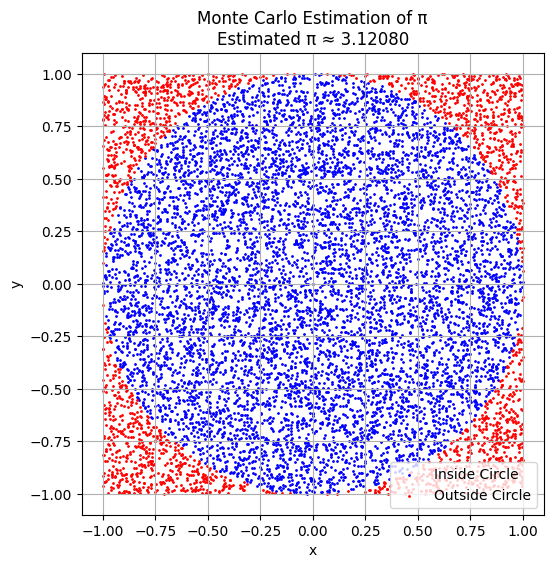 Monte Carlo Estimation of π
Estimated π ≈ 3.12080
1.00
0.75
0.50
0.25
0.00
−0.25
−0.50
−0.75
−1.00
y
Inside Circle
Outside Circle
−1.00 −0.75 −0.50 −0.25 0.00 0.25 0.50 0.75 1.00
x